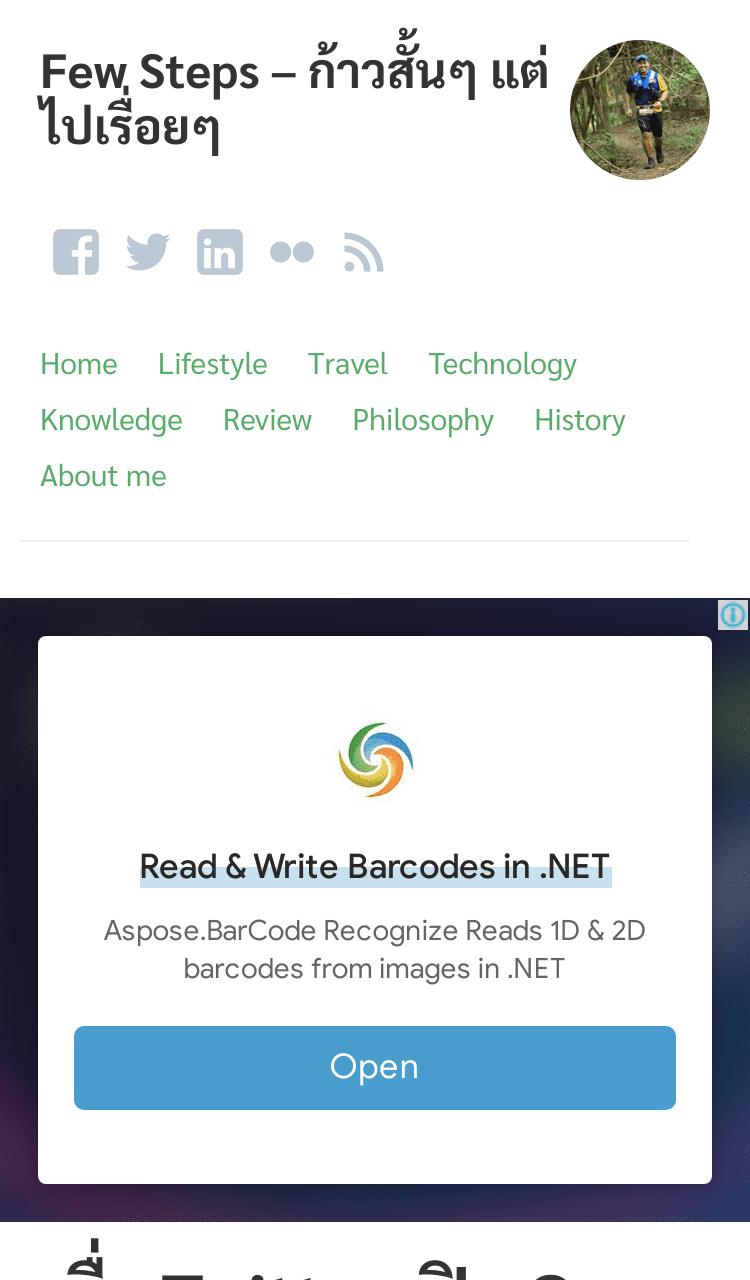 Few Steps – ก้าวสั้นๆ แต่
ไปเรื่อยๆ
Home Lifestyle Travel Technology
Knowledge Review Philosophy History
About me
Read & Write Barcodes in .NET
Aspose.BarCode Recognize Reads 1D & 2D
barcodes from images in .NET
Open